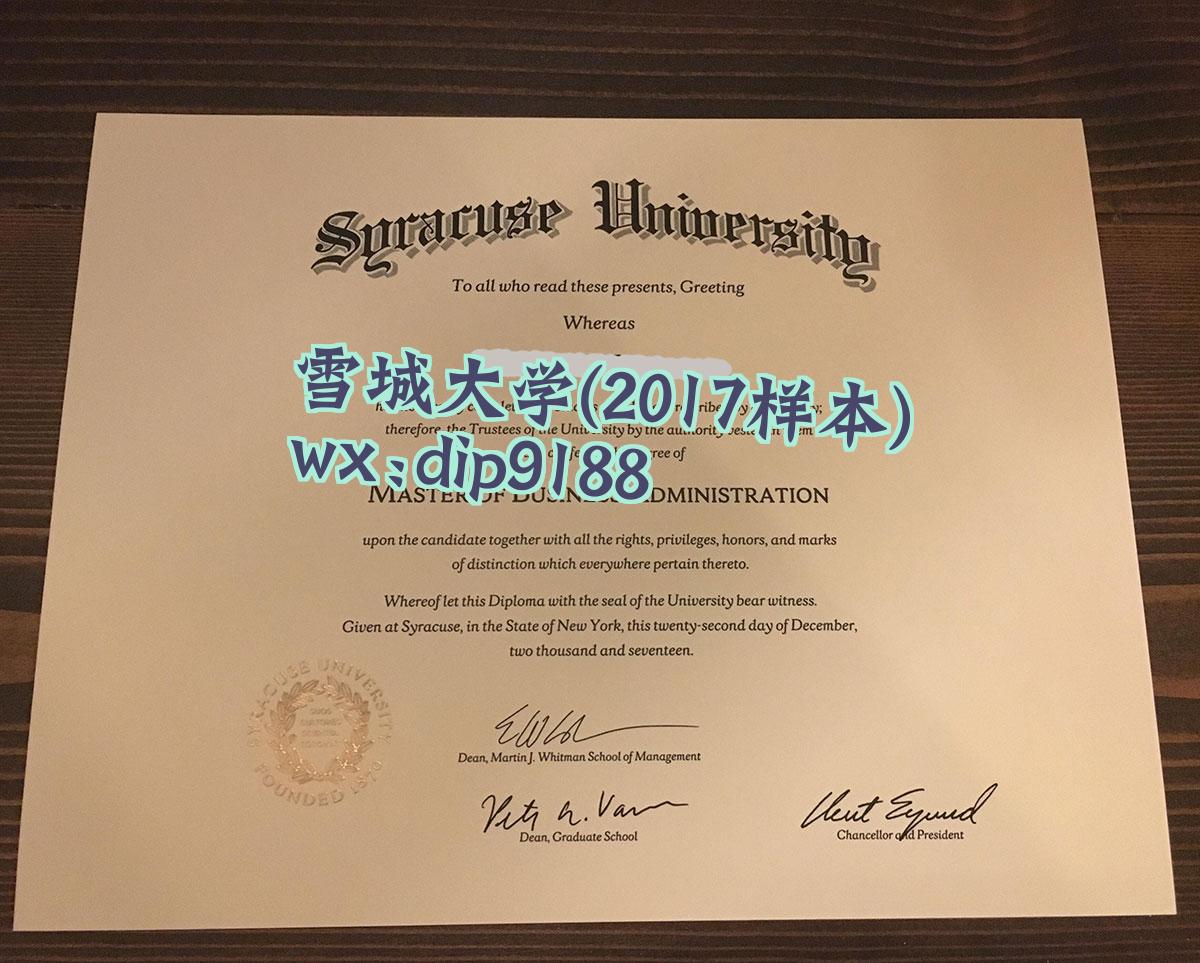 Syracuse University
To all who read these presents, Greeting
Whereas
雪城大学(2017样本)
therefore, the Trustees of the University by the authority
wx:dip9188
of
MASTER OF BUSINESS ADMINISTRATION
upon the candidate together with all the rights, privileges, honors, and marks
of distinction which everywhere pertain thereto.
Whereof let this Diploma with the seal of the University bear witness.
Given at Syracuse, in the State of New York, this twenty-second day of December,
two thousand and seventeen.
SYRACUSE UNIVERSITY
FOUNDED 1870
Dean, Martin J. Whitman School of Management
Dean, Graduate School
Chancellor and President